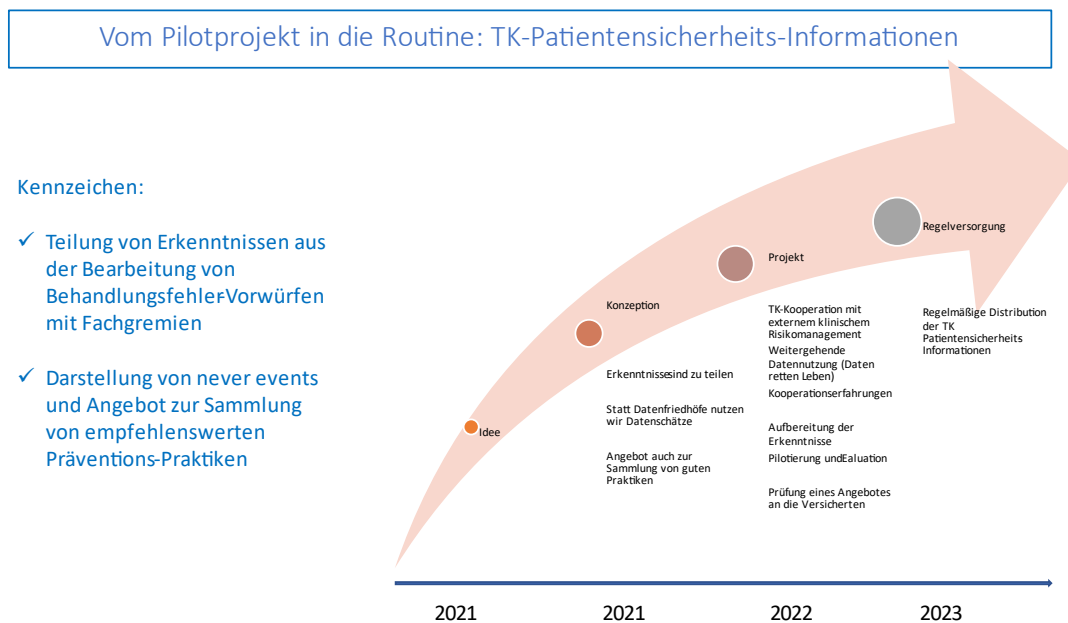 Vom Pilotprojekt in die Routine: TK-Patientensicherheits-Informationen
Kennzeichen:
✓ Teilung von Erkenntnissen aus
der Bearbeitung von
Behandlungsfehler-Vorwürfen
mit Fachgremien
✓ Darstellung von never events
und Angebot zur Sammlung
von empfehlenswerten
Präventions-Praktiken
Idee
Konzeption
Erkenntnissesind zu teilen
Statt Datenfriedhöfe nutzen
wir Datenschätze
Angebot auch zur
Sammlung von guten
Praktiken
Projekt
TK-Kooperation mit
externem klinischem
Risikomanagement
Weitergehende
Datennutzung (Daten
retten Leben)
Kooperationserfahrungen
Aufbereitung der
Erkenntnisse
Pilotierung undEaluation
Prüfung eines Angebotes
an die Versicherten
Regelversorgung
Regelmäßige Distribution
der TK
Patientensicherheits
Informationen
2021
2021
2022
2023